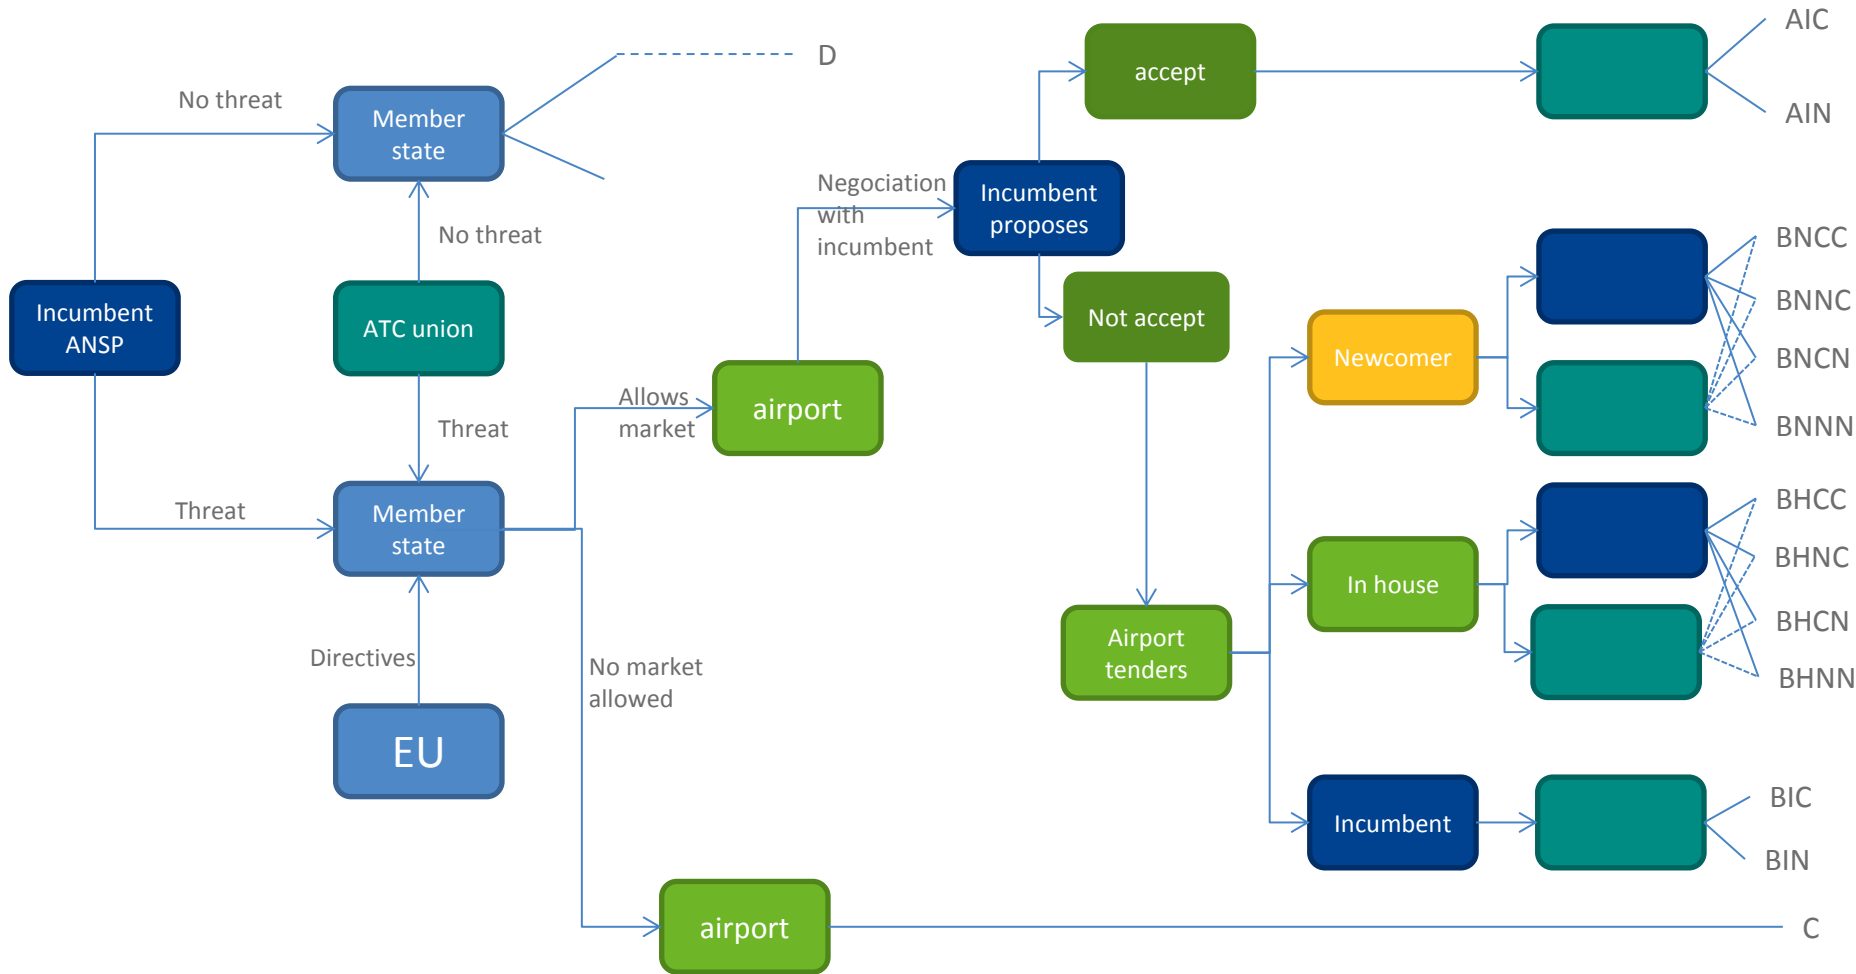 AIC
D
accept
No threat
Member
state
AIN
Negociation
with
incumbent
Incumbent
proposes
No threat
BNCC
BNNC
Incumbent
ANSP
ATC union
Not accept
Newcomer
BNCN
Allows
market
airport
BNNN
Threat
Threat
Member
state
BHCC
BHNC
In house
BHCN
Directives
No market
allowed
Airport
tenders
BHNN
EU
BIC
Incumbent
BIN
airport
C